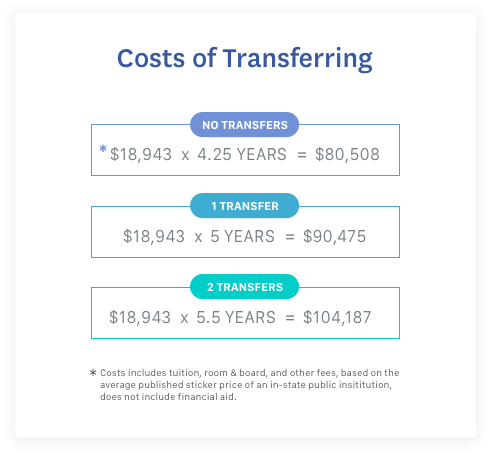 Costs of Transferring
NO TRANSFERS
* $18,943 x 4.25 YEARS = $80,508
1 TRANSFER
$18,943 x 5 YEARS = $90,475
2 TRANSFERS
$18,943 x 5.5 YEARS = $104,187
* Costs includes tuition, room & board, and other fees, based on the
average published sticker price of an in-state public insititution,
does not include financial aid.